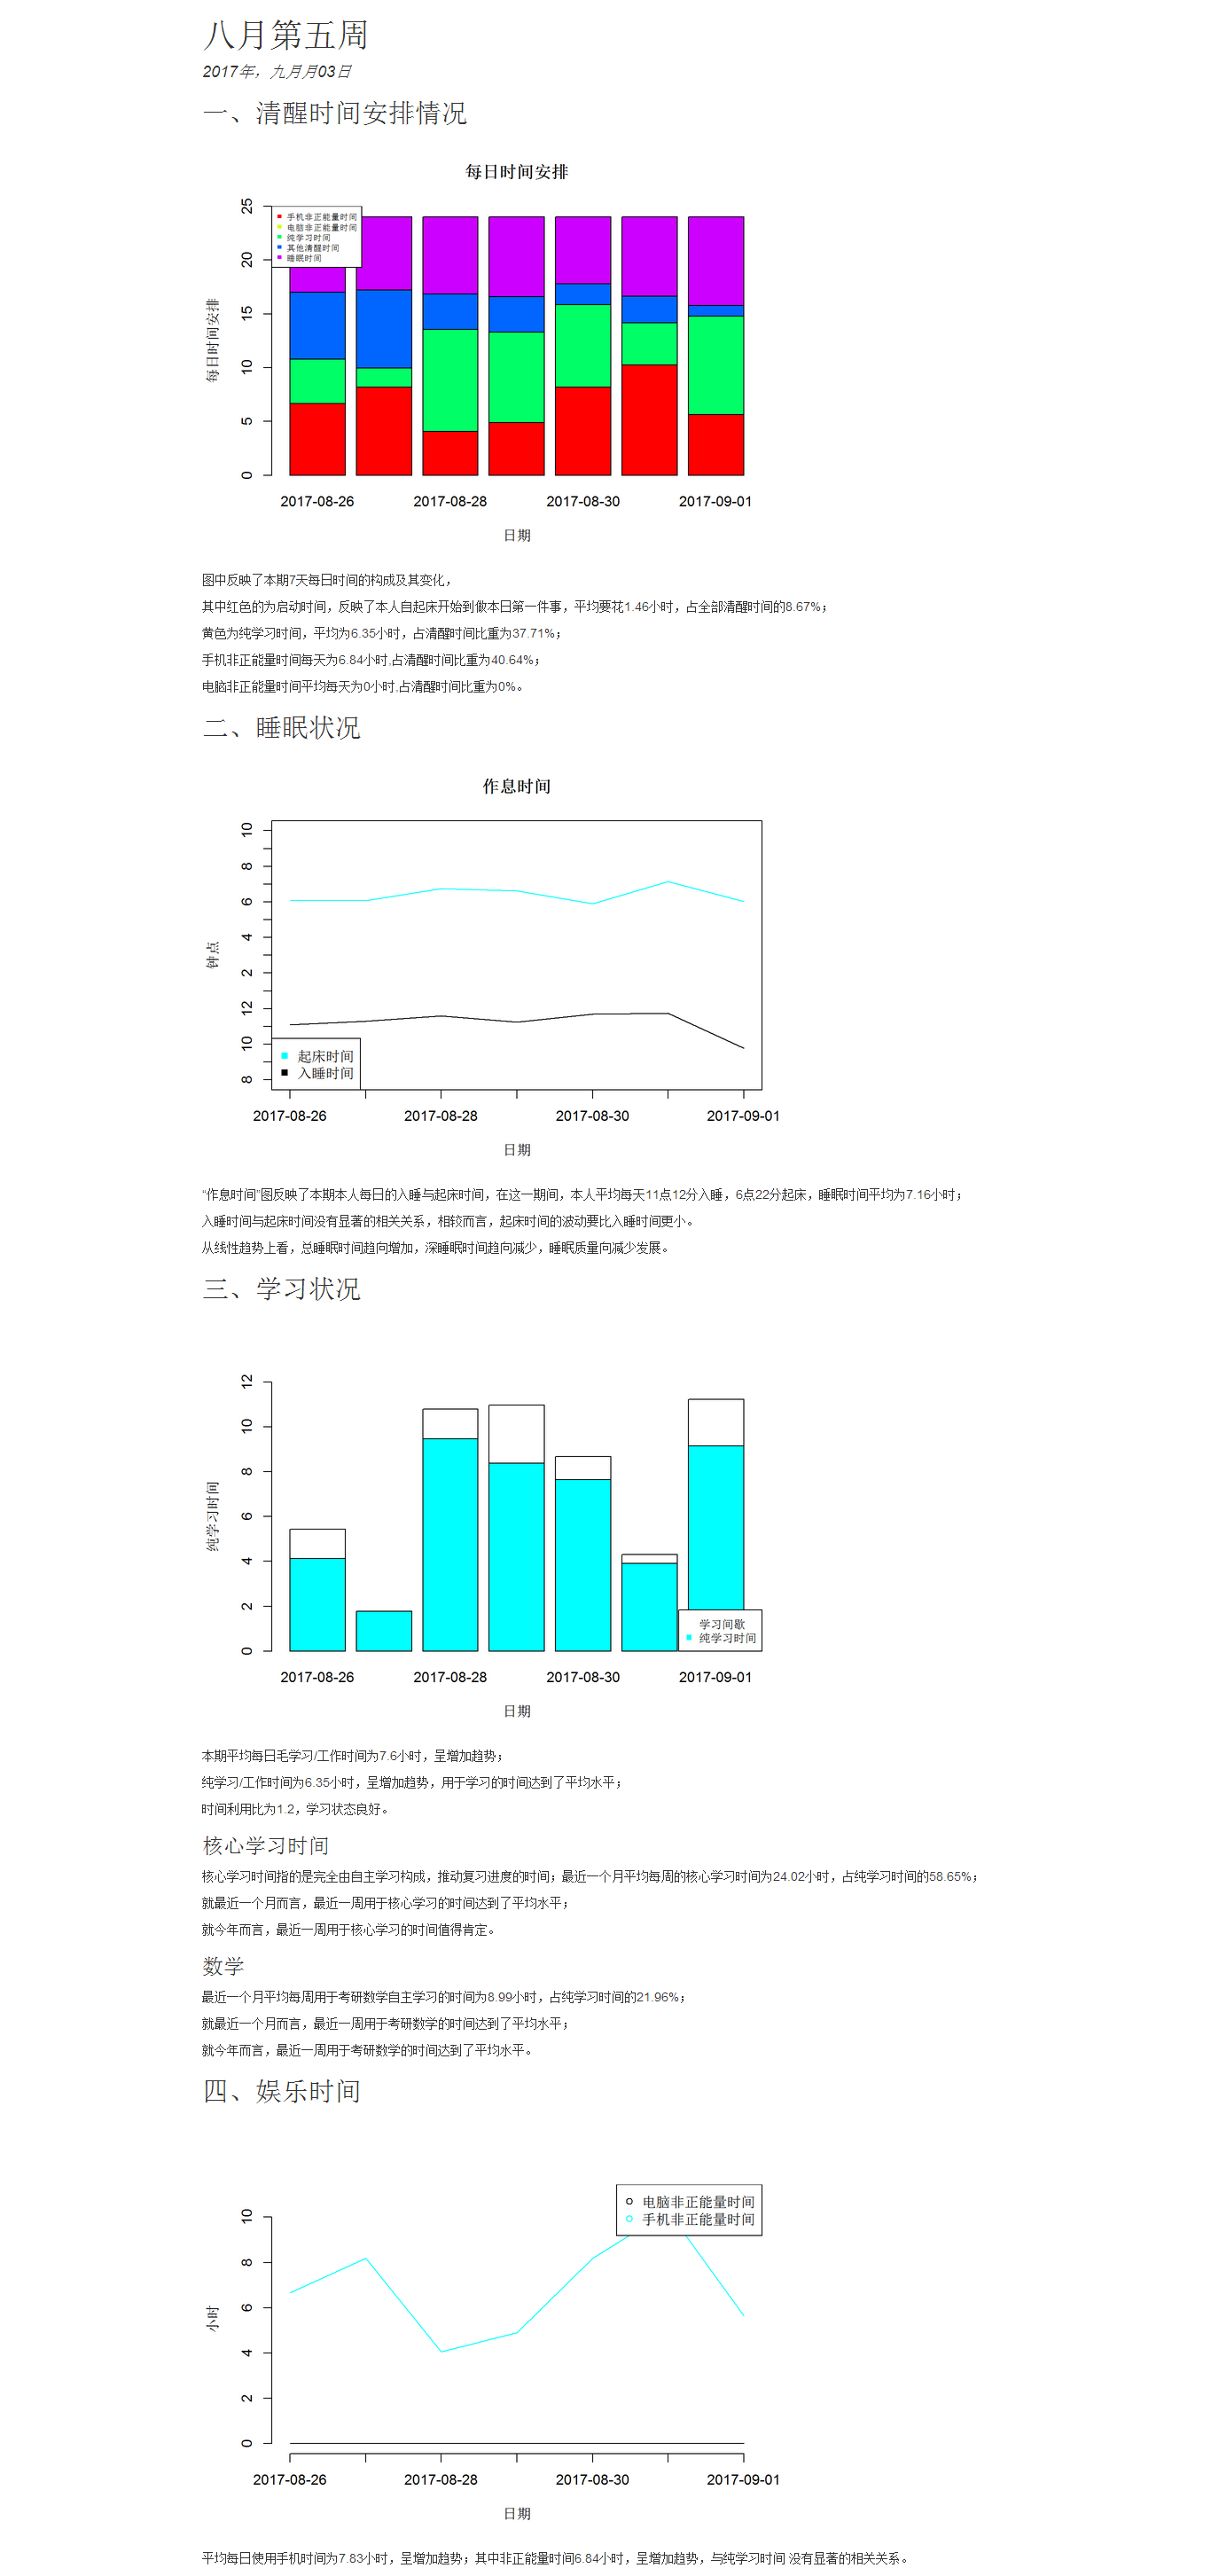 八月第五周
2017年，九月月03日
一、清醒时间安排情况
每日时间安排
手机非正能量时间
电脑非正能量时间
纯学习时间
其他清醒时间
睡眠时间
每日时间安排
25
20
15
10
5
0
2017-08-26 2017-08-28 2017-08-30 2017-09-01
日期
图中反映了本期7天每日时间的构成及其变化，
其中红色的为启动时间，反映了本人自起床开始到做本日第一件事，平均要花1.46小时，占全部清醒时间的8.67%；
黄色为纯学习时间，平均为6.35小时，占清醒时间比重为37.71%；
手机非正能量时间每天为6.84小时,占清醒时间比重为40.64%；
电脑非正能量时间平均每天为0小时,占清醒时间比重为0%。
二、睡眠状况
作息时间
钟点
10
8
6
4
2
12
10
8
起床时间
入睡时间
2017-08-26 2017-08-28 2017-08-30 2017-09-01
日期
“作息时间”图反映了本期本人每日的入睡与起床时间，在这一期间，本人平均每天11点12分入睡，6点22分起床，睡眠时间平均为7.16小时；
入睡时间与起床时间没有显著的相关关系，相较而言，起床时间的波动要比入睡时间更小。
从线性趋势上看，总睡眠时间趋向增加，深睡眠时间趋向减少，睡眠质量向减少发展。
三、学习状况
纯学习时间
12
10
8
6
4
2
0
学习间歇
纯学习时间
2017-08-26 2017-08-28 2017-08-30 2017-09-01
日期
本期平均每日毛学习/工作时间为7.6小时，呈增加趋势；
纯学习/工作时间为6.35小时，呈增加趋势，用于学习的时间达到了平均水平；
时间利用比为1.2，学习状态良好。
核心学习时间
核心学习时间指的是完全由自主学习构成，推动复习进度的时间；最近一个月平均每周的核心学习时间为24.02小时，占纯学习时间的58.65%；
就最近一个月而言，最近一周用于核心学习的时间达到了平均水平；
就今年而言，最近一周用于核心学习的时间值得肯定。
数学
最近一个月平均每周用于考研数学自主学习的时间为8.99小时，占纯学习时间的21.96%；
就最近一个月而言，最近一周用于考研数学的时间达到了平均水平；
就今年而言，最近一周用于考研数学的时间达到了平均水平。
四、娱乐时间
电脑非正能量时间
手机非正能量时间
小时
10
8
6
4
2
0
2017-08-26 2017-08-28 2017-08-30 2017-09-01
日期
平均每日使用手机时间为7.83小时，呈增加趋势；其中非正能量时间6.84小时，呈增加趋势，与纯学习时间 没有显著的相关关系。